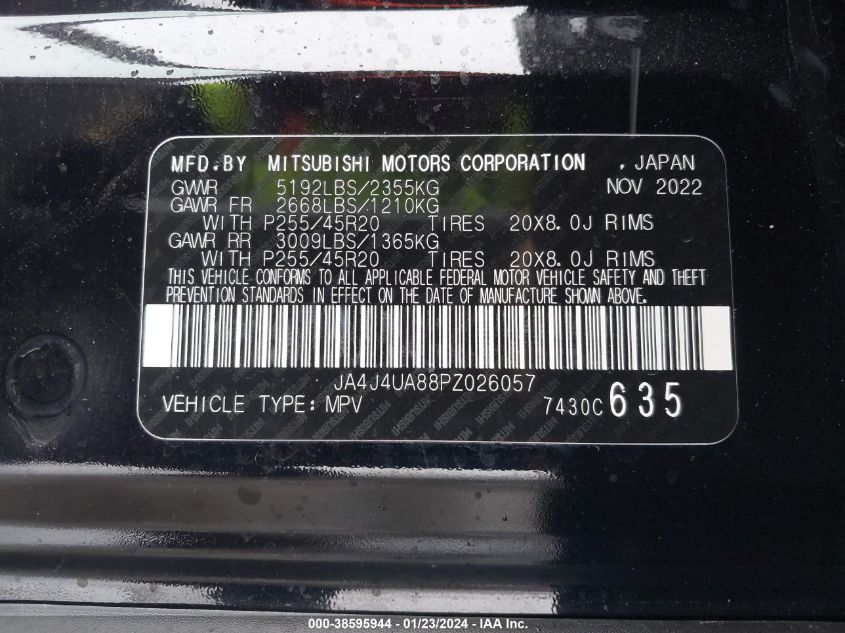 MFD.BY MITSUBISHI MOTORS CORPORATION , JAPAN
GWWR 5192LBS/2355KG NOV 2022
GAWR FR 2668LBS/1210KG
WITH P255/45R20 TIRES 20X8.0J RIMS
GAWR RR 3009LBS/1365KG
WITH P255/45R20 TIRES 20X8.0J RIMS
THIS VEHICLE CONFORMS TO ALL APPLICABLE FEDERAL MOTOR VEHICLE SAFETY AND THEFT
PREVENTION STANDARDS IN EFFECT ON THE DATE OF MANUFACTURE SHOWN ABOVE.
JA4J4UA88PZ026057
VEHICLE TYPE: MPV 7430C 635
000-38595944 - 01/23/2024 - IAA Inc.